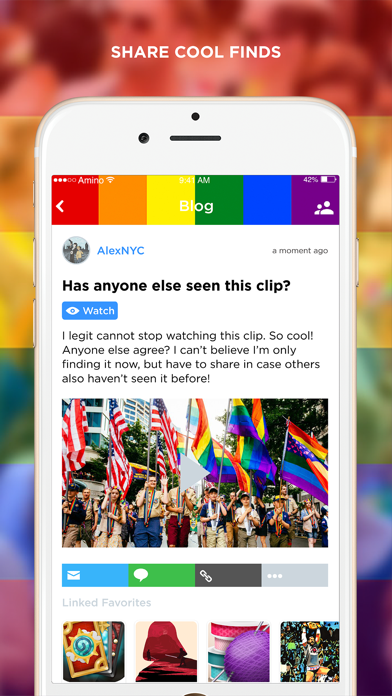 SHARE COOL FINDS
Amino 9:41 AM 42%
Blog
AlexNYC a moment ago
Has anyone else seen this clip?
Watch
I legit cannot stop watching this clip. So cool!
Anyone else agree? I can't believe I'm only
finding it now, but have to share in case others
also haven't seen it before!
Linked Favorites